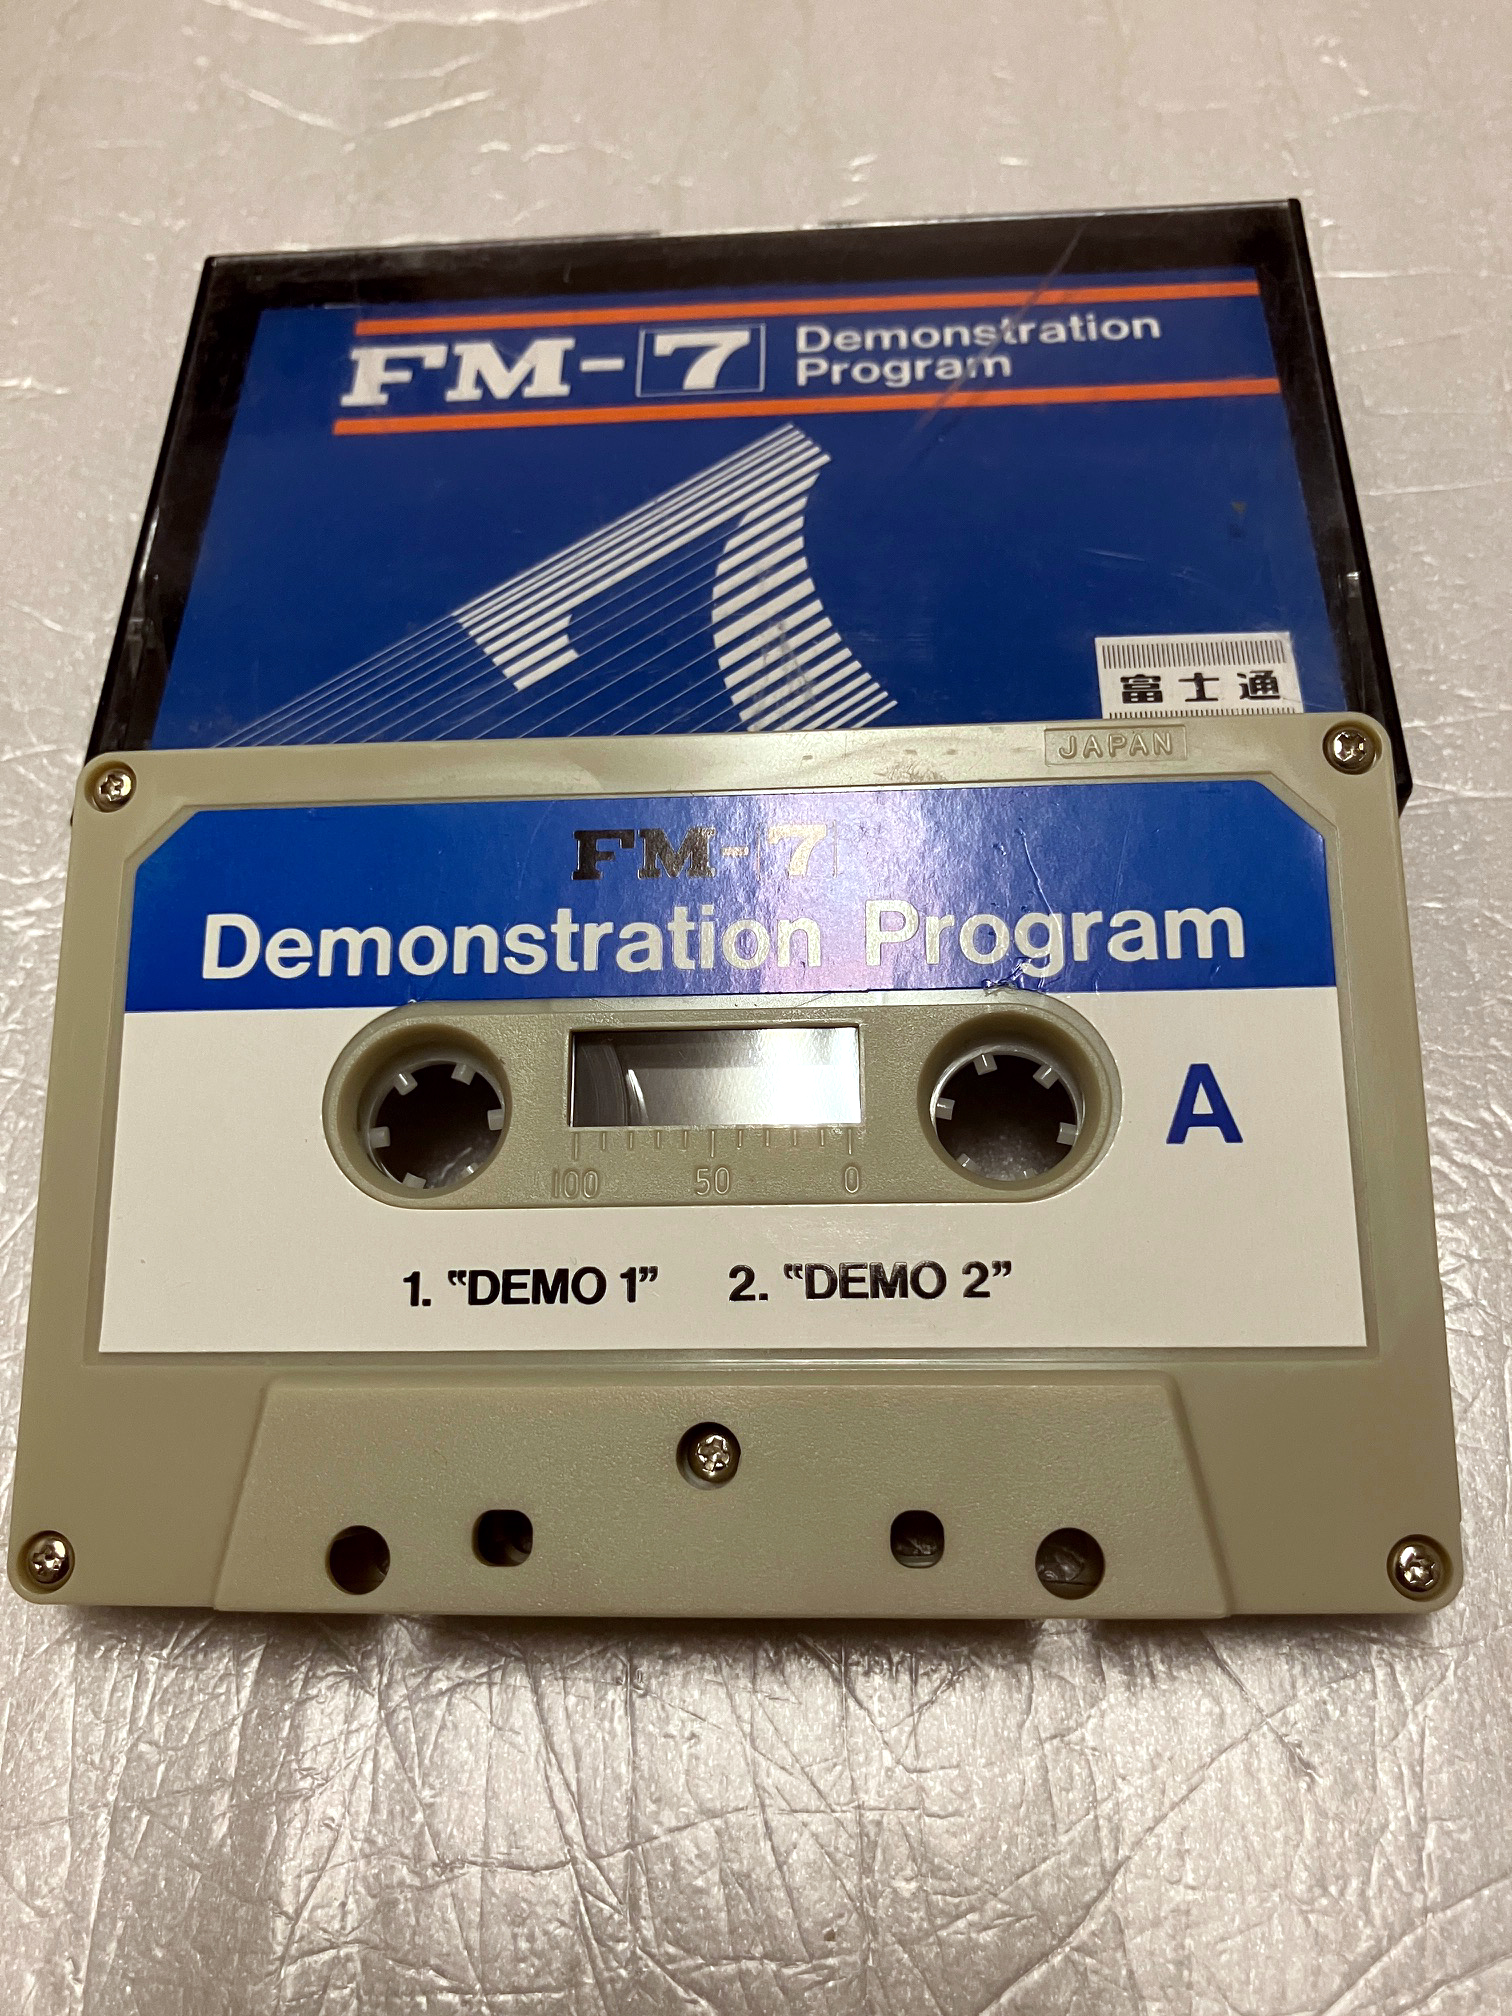 FM-7 Demonstration
Program
富士通
JAPAN
FM-7
Demonstration Program
A
100 50 0
1. “DEMO 1” 2. “DEMO 2”